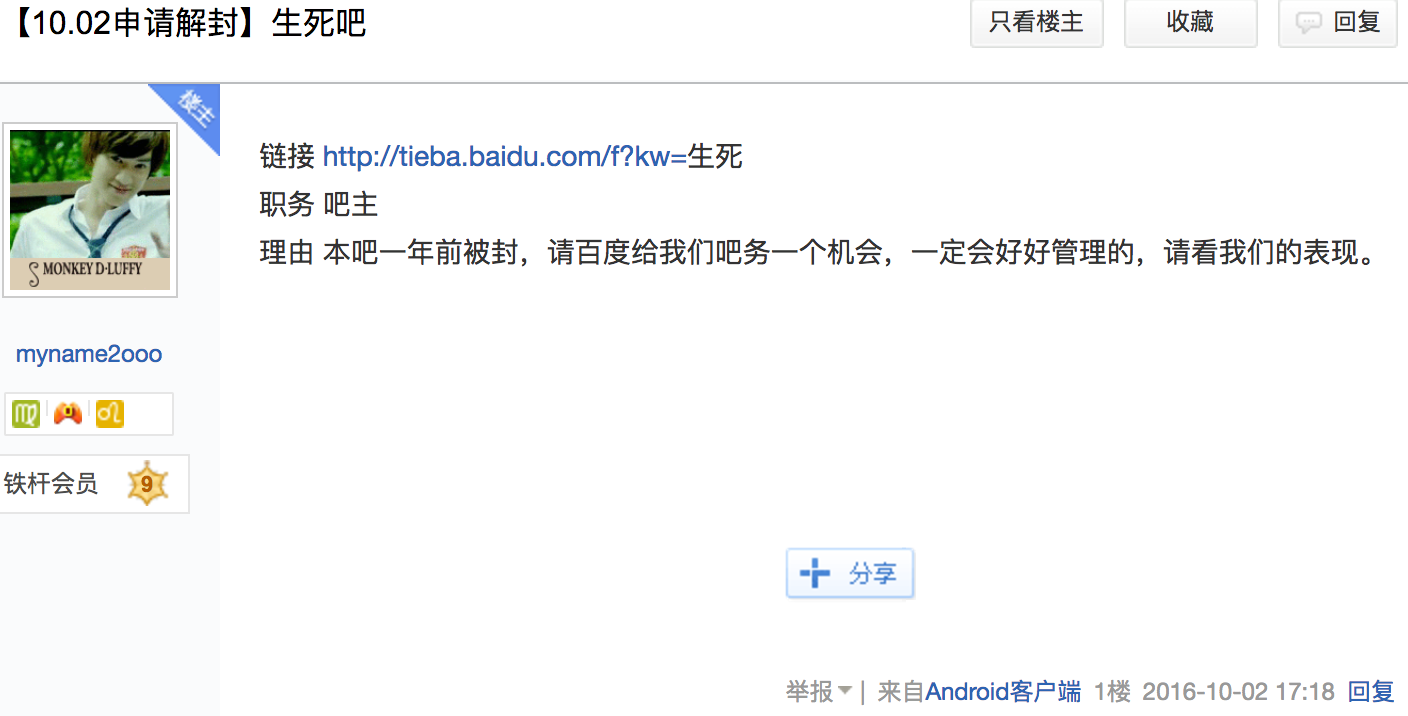 【10.02申请解封】生死吧
只看楼主
收藏
回复
楼主
链接 http://tieba.baidu.com/f?kw=生死
职务 吧主
理由 本吧一年前被封，请百度给我们吧务一个机会，一定会好好管理的，请看我们的表现。
MONKEY D·LUFFY
myname2ooo
铁杆会员 9
分享
举报 | 来自Android客户端 1楼 2016-10-02 17:18 回复